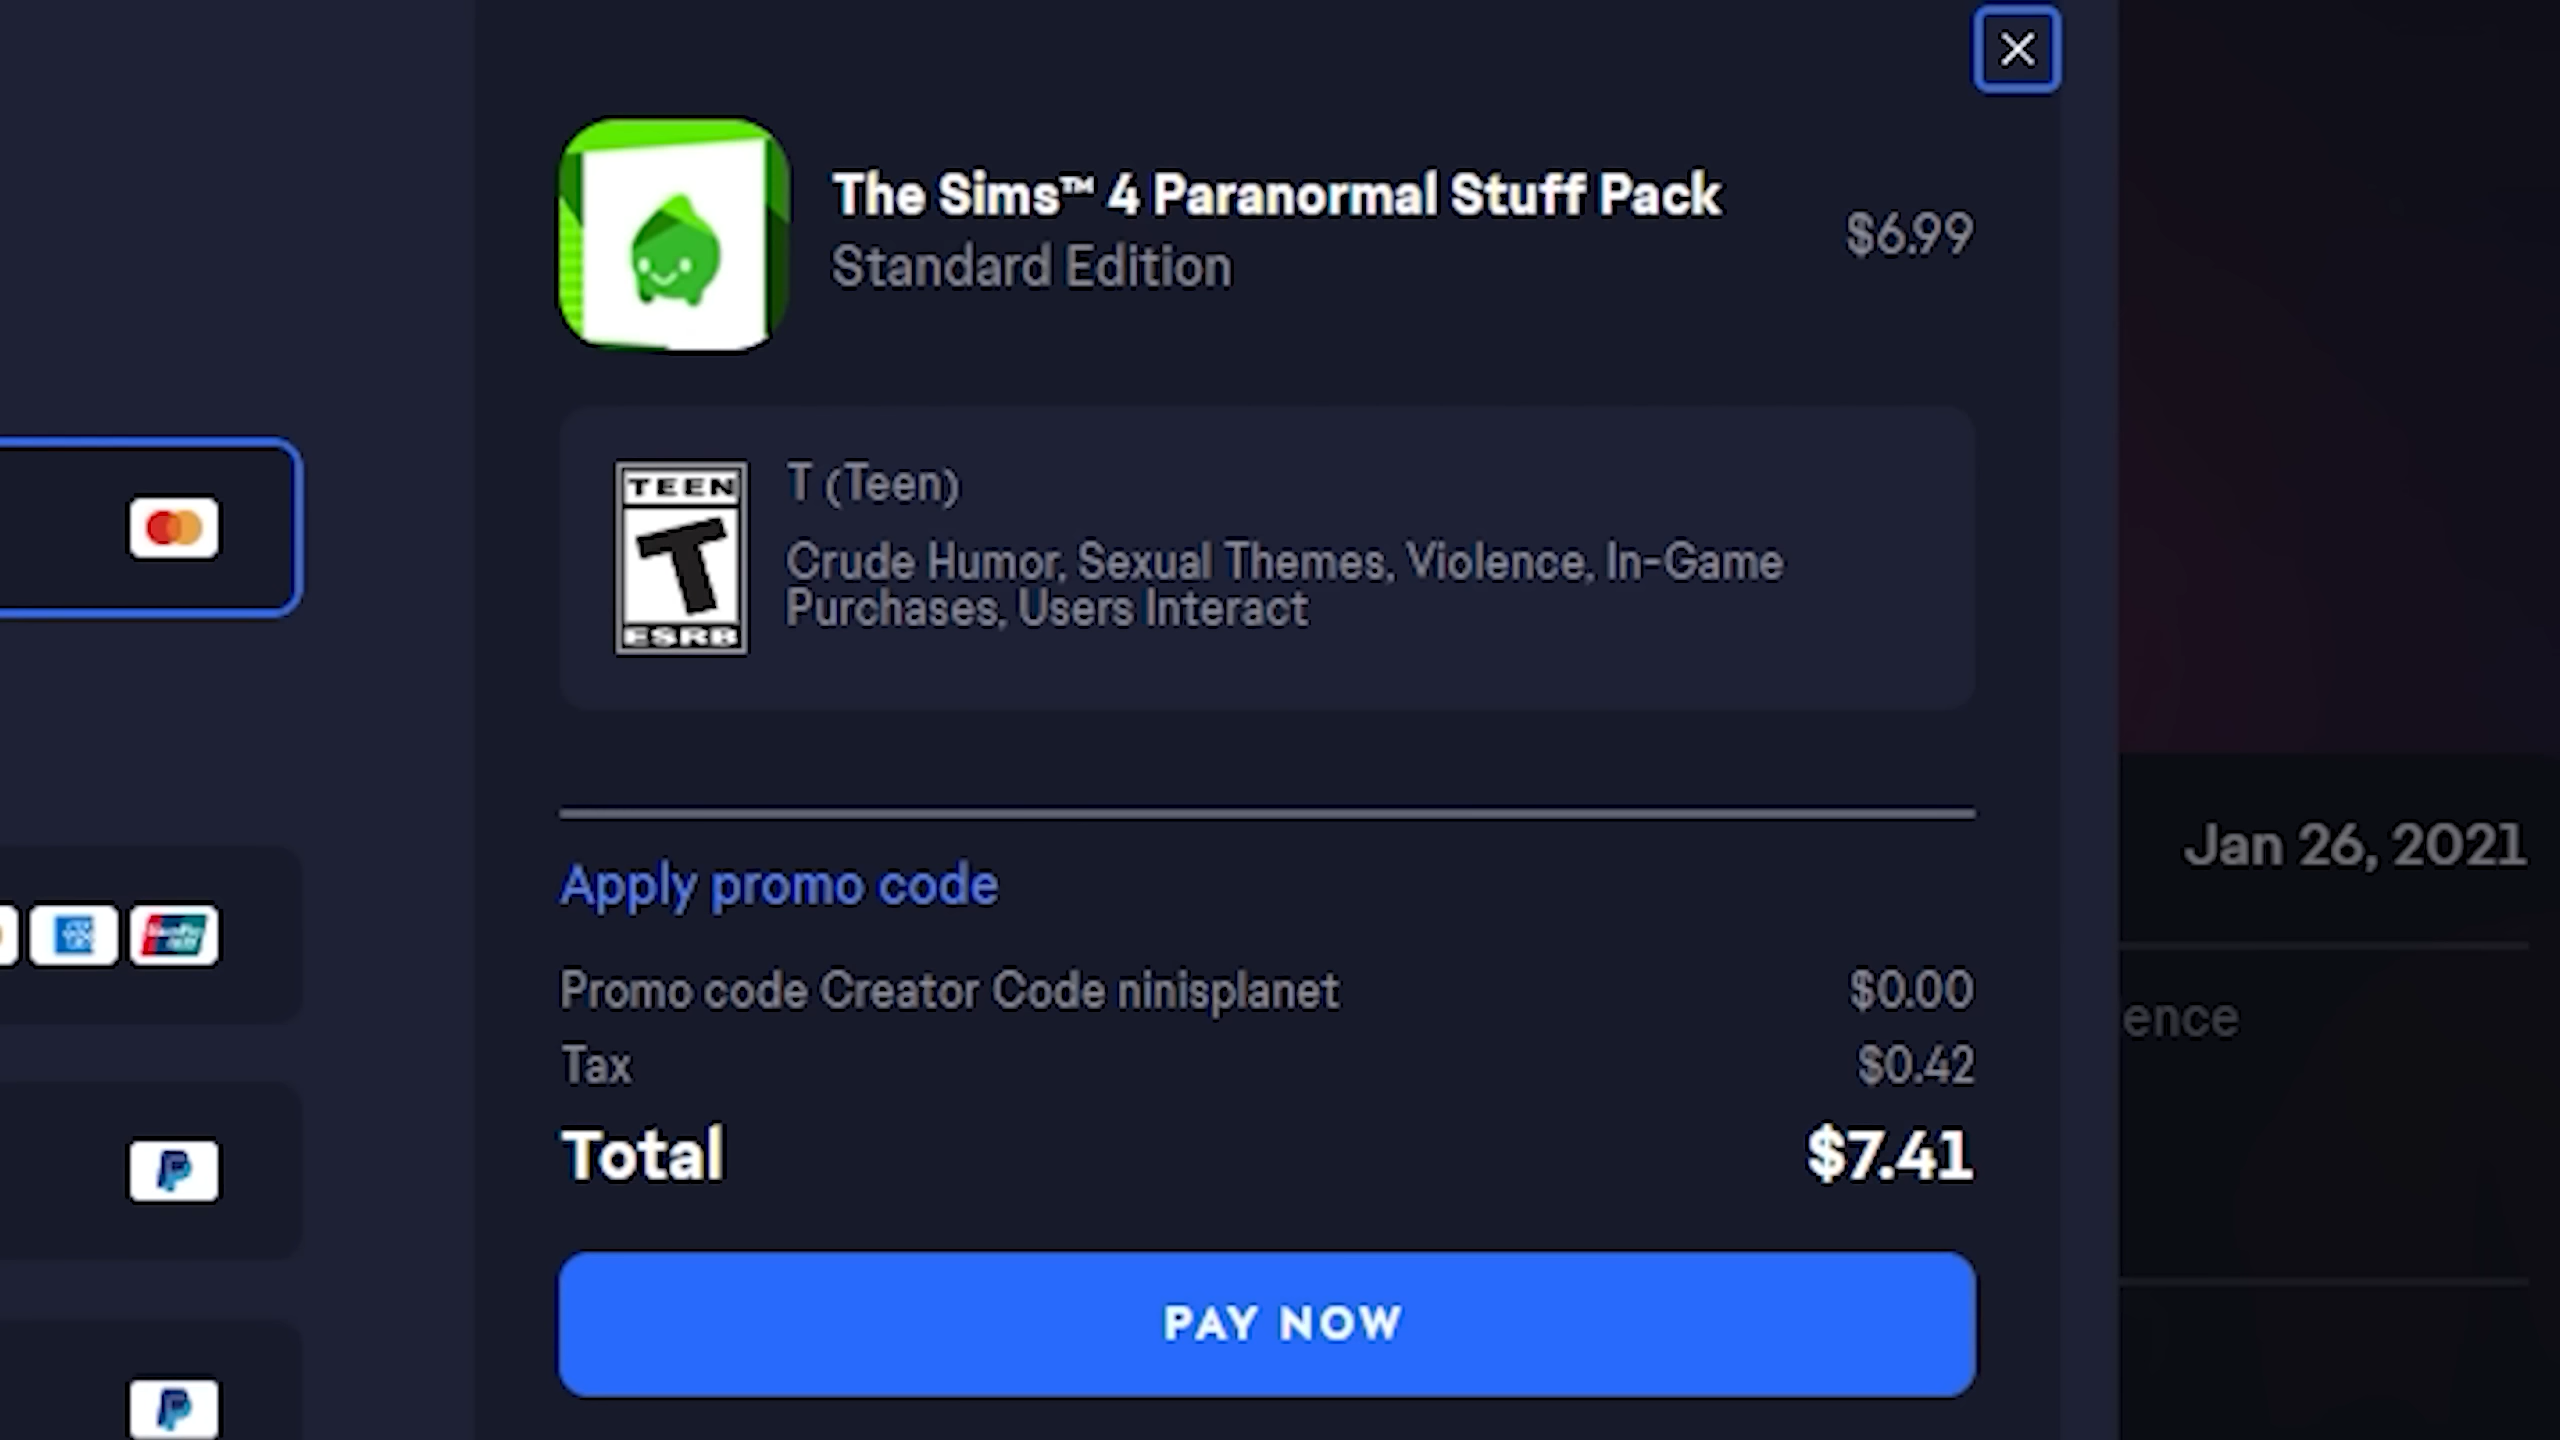 The Sims™ 4 Paranormal Stuff Pack
Standard Edition
$6.99
TEEN
T
ESRB
T (Teen)
Crude Humor, Sexual Themes, Violence, In-Game
Purchases, Users Interact
Apply promo code
Promo code Creator Code ninisplanet
$0.00
Tax
$0.42
Total
$7.41
PAY NOW
Jan 26, 2021
ence